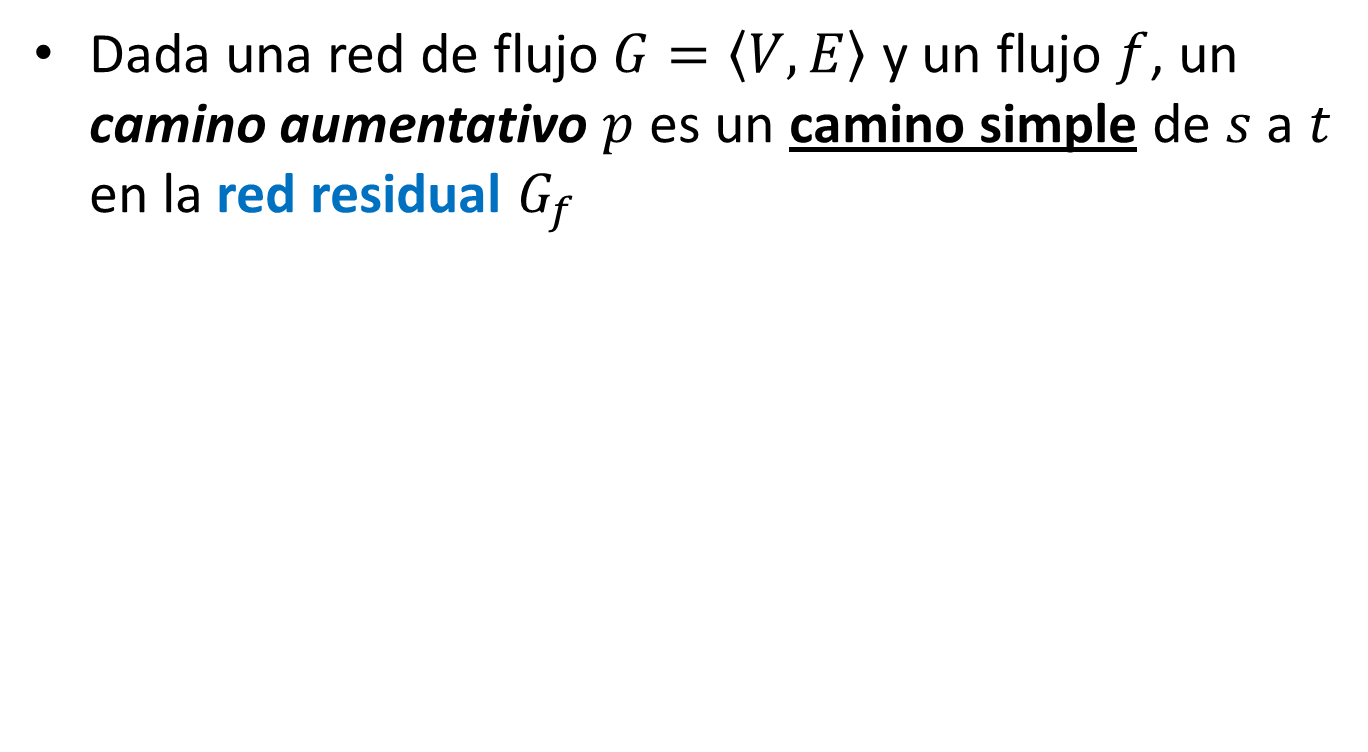 • Dada una red de flujo G = ⟨V, E⟩ y un flujo f, un
camino aumentativo p es un camino simple de s a t
en la red residual G_f